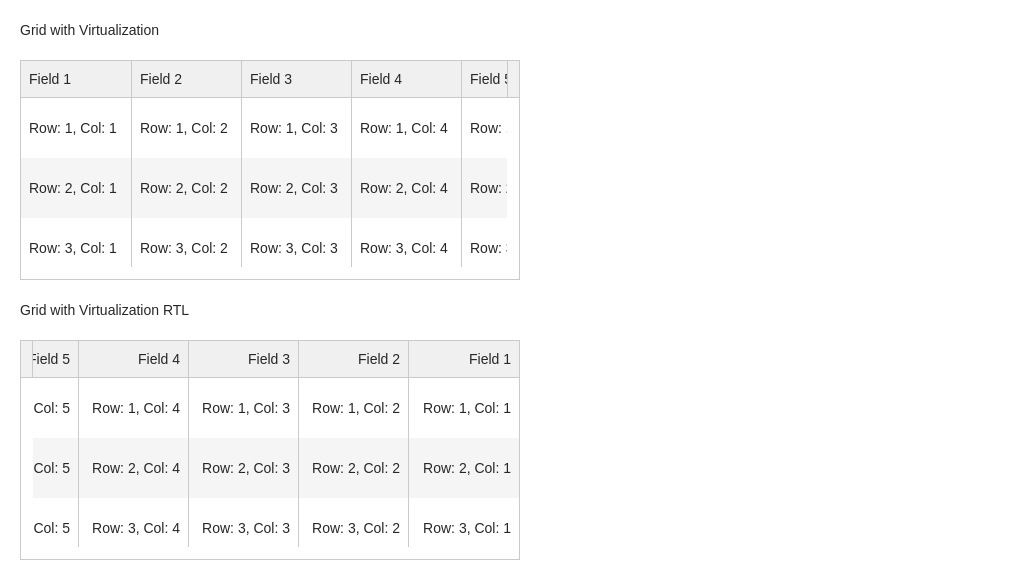 Grid with Virtualization
Field 1 Field 2 Field 3 Field 4 Field
Row: 1, Col: 1 Row: 1, Col: 2 Row: 1, Col: 3 Row: 1, Col: 4 Row:
Row: 2, Col: 1 Row: 2, Col: 2 Row: 2, Col: 3 Row: 2, Col: 4 Row:
Row: 3, Col: 1 Row: 3, Col: 2 Row: 3, Col: 3 Row: 3, Col: 4 Row:
Grid with Virtualization RTL
Field 5 Field 4 Field 3 Field 2 Field 1
Col: 5 Row: 1, Col: 4 Row: 1, Col: 3 Row: 1, Col: 2 Row: 1, Col: 1
Col: 5 Row: 2, Col: 4 Row: 2, Col: 3 Row: 2, Col: 2 Row: 2, Col: 1
Col: 5 Row: 3, Col: 4 Row: 3, Col: 3 Row: 3, Col: 2 Row: 3, Col: 1